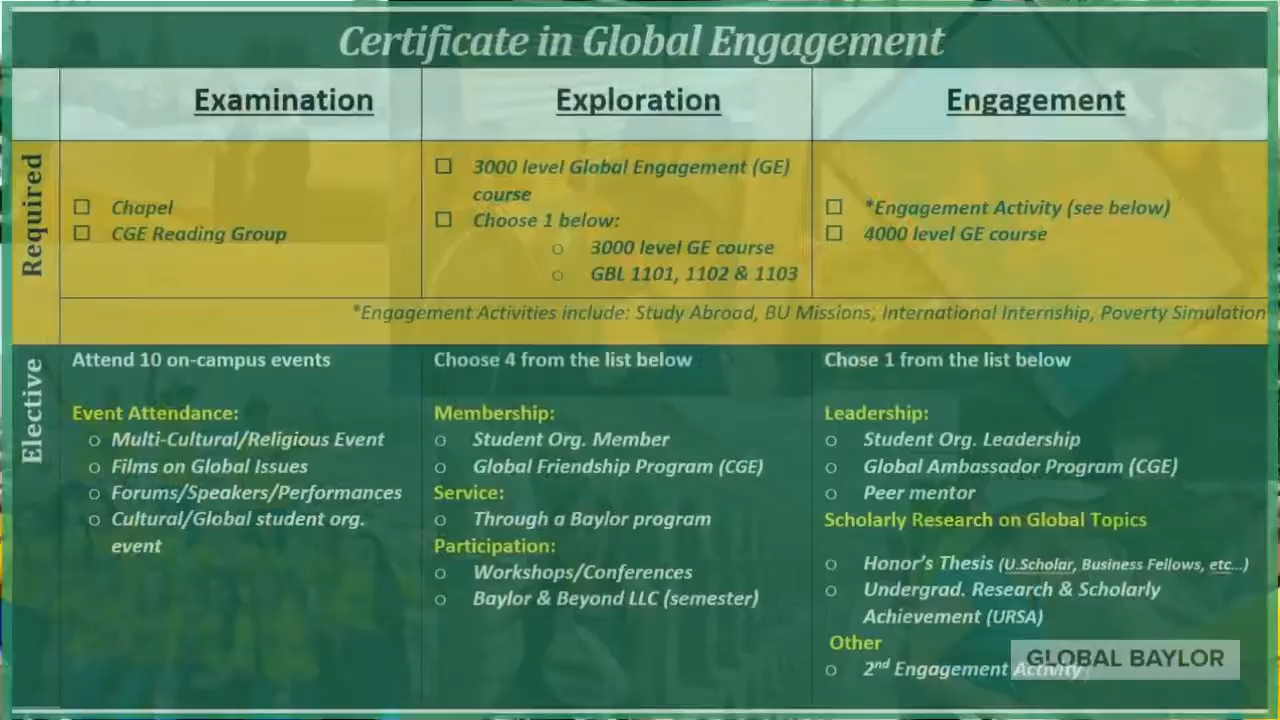 Certificate in Global Engagement
Examination
Exploration
Engagement
Required
☐ Chapel
☐ CGE Reading Group
☐ 3000 level Global Engagement (GE)
course
☐ Choose 1 below:
○ 3000 level GE course
○ GBL 1101, 1102 & 1103
☐ *Engagement Activity (see below)
☐ 4000 level GE course
*Engagement Activities include: Study Abroad, BU Missions, International Internship, Poverty Simulation
Elective
Attend 10 on-campus events
Event Attendance:
○ Multi-Cultural/Religious Event
○ Films on Global Issues
○ Forums/Speakers/Performances
○ Cultural/Global student org.
event
Choose 4 from the list below
Membership:
○ Student Org. Member
○ Global Friendship Program (CGE)
Service:
○ Through a Baylor program
Participation:
○ Workshops/Conferences
○ Baylor & Beyond LLC (semester)
Chose 1 from the list below
Leadership:
○ Student Org. Leadership
○ Global Ambassador Program (CGE)
○ Peer mentor
Scholarly Research on Global Topics
○ Honor's Thesis (U.Scholar, Business Fellows, etc...)
○ Undergrad. Research & Scholarly
Achievement (URSA)
Other
○ 2nd Engagement Activity
GLOBAL BAYLOR